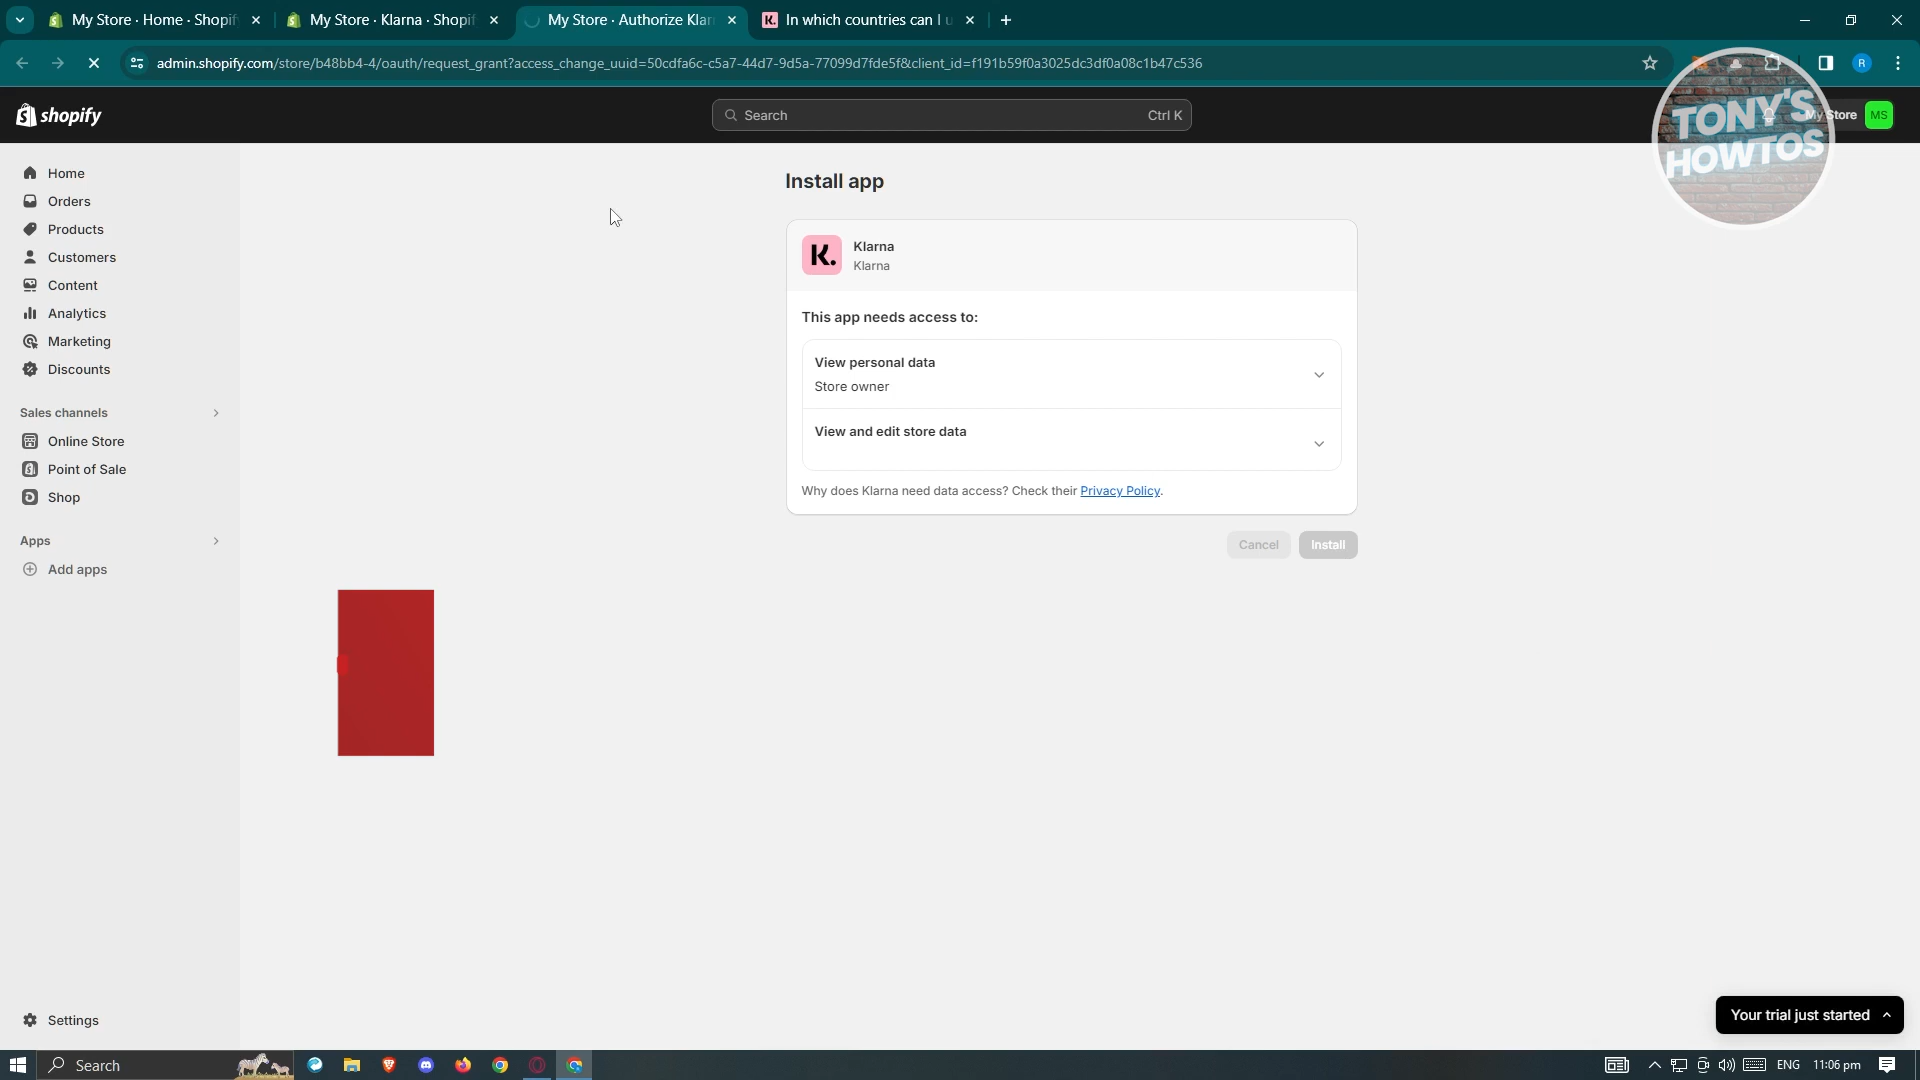 My Store · Home · Shopif
My Store · Klarna · Shopif
My Store · Authorize Klar
K.
In which countries can I u
admin.shopify.com/store/b48bb4-4/oauth/request_grant?access_change_uuid=50cdfa6c-c5a7-44d7-9d5a-77099d7fde5f&client_id=f191b59f0a3025dc3df0a08c1b47c536
R
shopify
Search
Ctrl K
My Store
MS
TONY'S
HOWTOS
Home
Orders
Products
Customers
Content
Analytics
Marketing
Discounts
Sales channels
Online Store
Point of Sale
Shop
Apps
Add apps
Settings
Install app
K.
Klarna
Klarna
This app needs access to:
View personal data
Store owner
View and edit store data
Why does Klarna need data access? Check their Privacy Policy.
Cancel
Install
Your trial just started
Search
ENG
11:06 pm